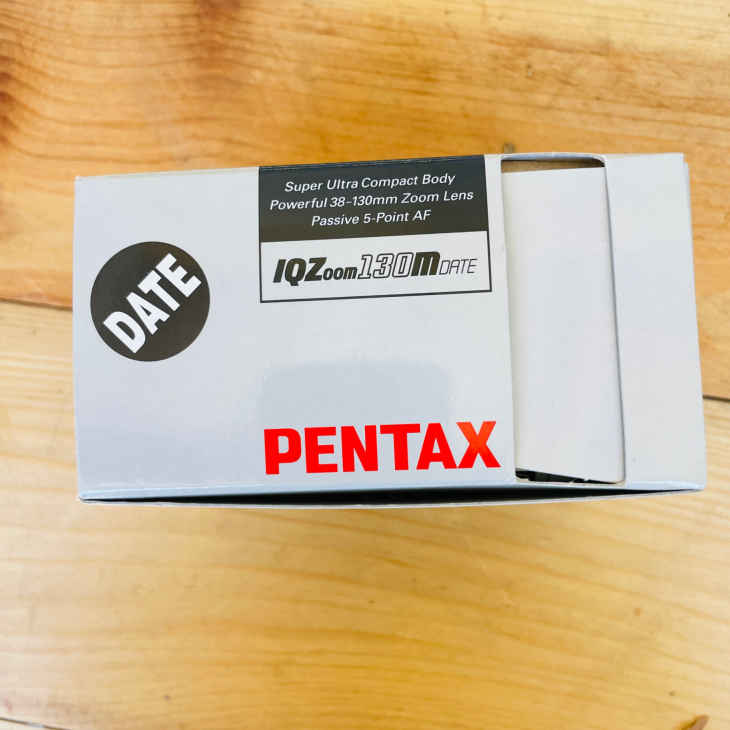 Super Ultra Compact Body
Powerful 38-130mm Zoom Lens
Passive 5-Point AF
IQZoom130M DATE
DATE
PENTAX